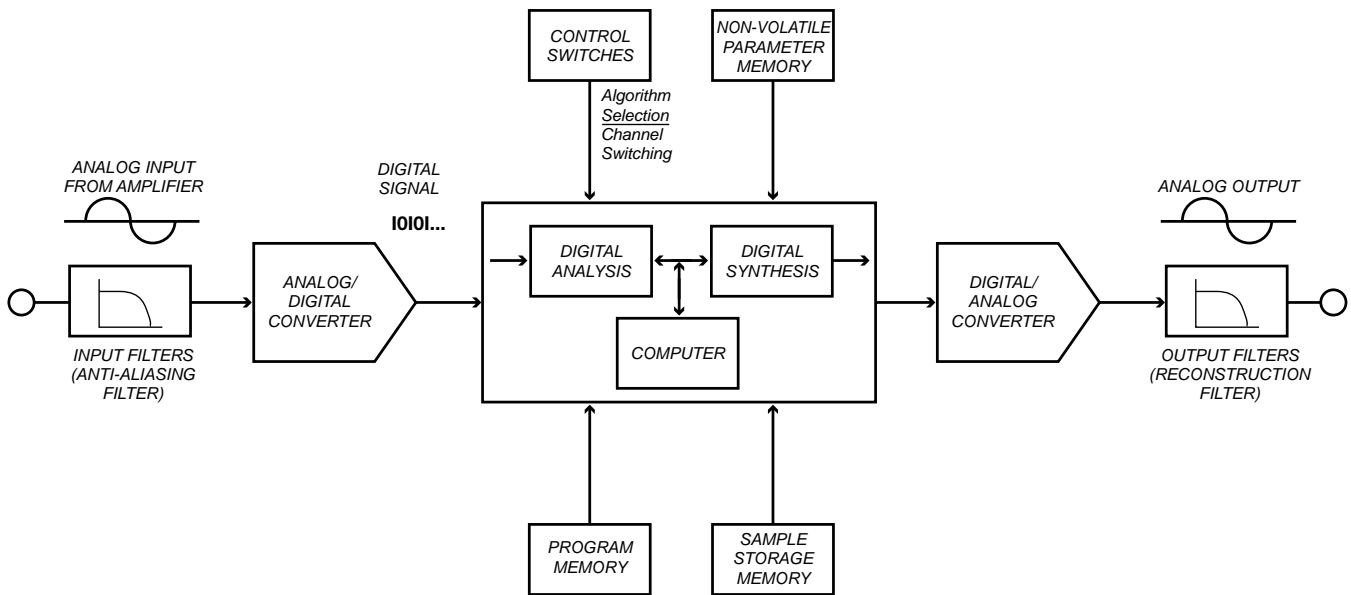 CONTROL
SWITCHES
NON-VOLATILE
PARAMETER
MEMORY
Algorithm
Selection
Channel
Switching
ANALOG INPUT
FROM AMPLIFIER
DIGITAL
SIGNAL
IOIOI...
ANALOG OUTPUT
ANALOG/
DIGITAL
CONVERTER
DIGITAL
ANALYSIS
DIGITAL
SYNTHESIS
COMPUTER
DIGITAL/
ANALOG
CONVERTER
INPUT FILTERS
(ANTI-ALIASING
FILTER)
OUTPUT FILTERS
(RECONSTRUCTION
FILTER)
PROGRAM
MEMORY
SAMPLE
STORAGE
MEMORY